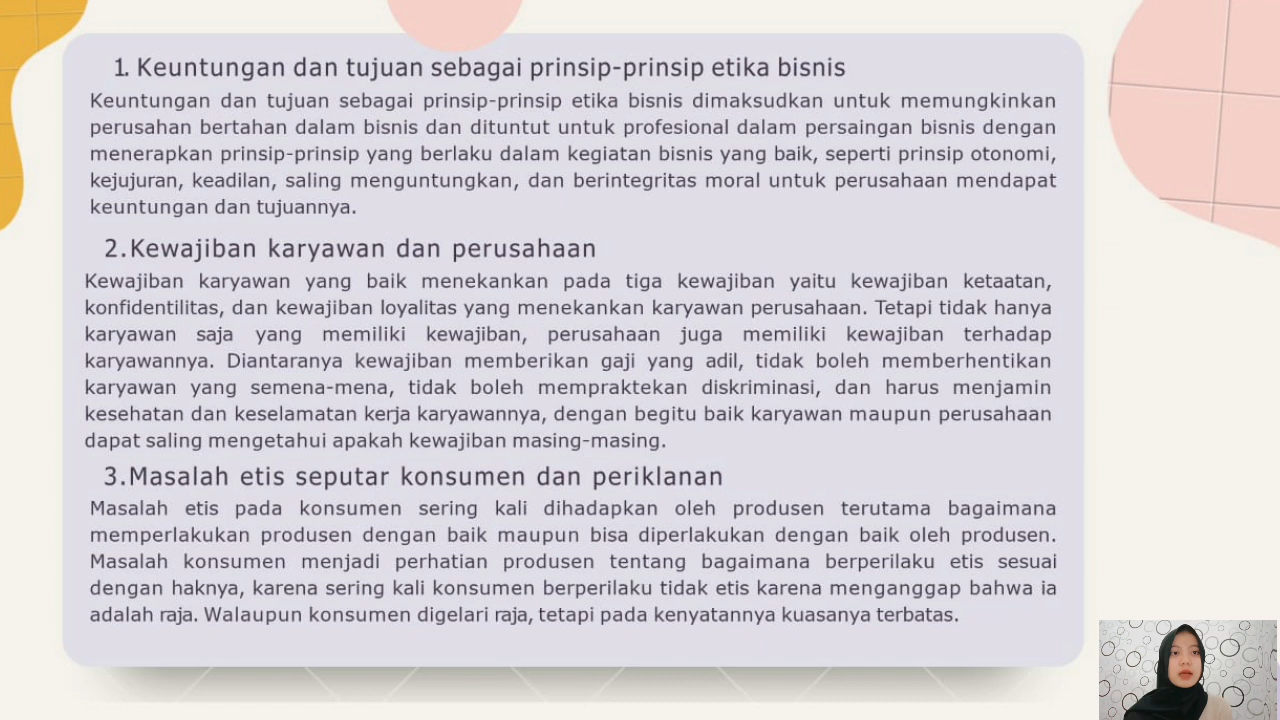 1. Keuntungan dan tujuan sebagai prinsip-prinsip etika bisnis
Keuntungan dan tujuan sebagai prinsip-prinsip etika bisnis dimaksudkan untuk memungkinkan
perusahan bertahan dalam bisnis dan dituntut untuk profesional dalam persaingan bisnis dengan
menerapkan prinsip-prinsip yang berlaku dalam kegiatan bisnis yang baik, seperti prinsip otonomi,
kejujuran, keadilan, saling menguntungkan, dan berintegritas moral untuk perusahaan mendapat
keuntungan dan tujuannya.
2.Kewajiban karyawan dan perusahaan
Kewajiban karyawan yang baik menekankan pada tiga kewajiban yaitu kewajiban ketaatan,
konfidentilitas, dan kewajiban loyalitas yang menekankan karyawan perusahaan. Tetapi tidak hanya
karyawan saja yang memiliki kewajiban, perusahaan juga memiliki kewajiban terhadap
karyawannya. Diantaranya kewajiban memberikan gaji yang adil, tidak boleh memberhentikan
karyawan yang semena-mena, tidak boleh mempraktekan diskriminasi, dan harus menjamin
kesehatan dan keselamatan kerja karyawannya, dengan begitu baik karyawan maupun perusahaan
dapat saling mengetahui apakah kewajiban masing-masing.
3.Masalah etis seputar konsumen dan periklanan
Masalah etis pada konsumen sering kali dihadapkan oleh produsen terutama bagaimana
memperlakukan produsen dengan baik maupun bisa diperlakukan dengan baik oleh produsen.
Masalah konsumen menjadi perhatian produsen tentang bagaimana berperilaku etis sesuai
dengan haknya, karena sering kali konsumen berperilaku tidak etis karena menganggap bahwa ia
adalah raja. Walaupun konsumen digelari raja, tetapi pada kenyatannya kuasanya terbatas.